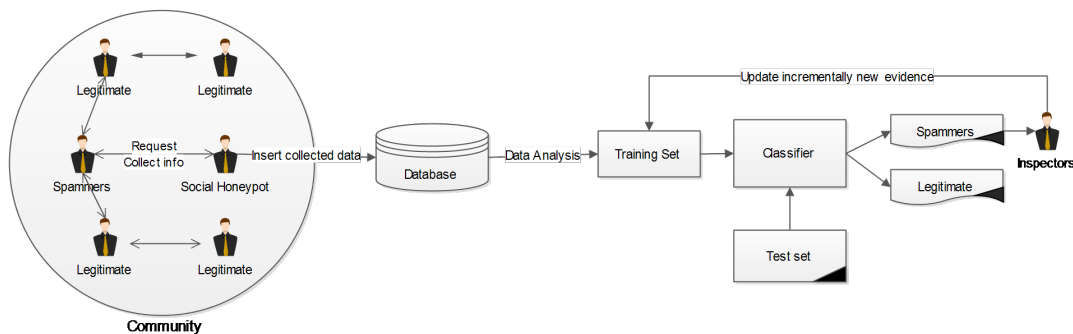 Legitimate
Legitimate
Request
Collect info
Spammers
Social Honeypot
Legitimate
Legitimate
Community
Insert collected data
Database
Data Analysis
Training Set
Update incrementally new evidence
Classifier
Test set
Spammers
Legitimate
Inspectors